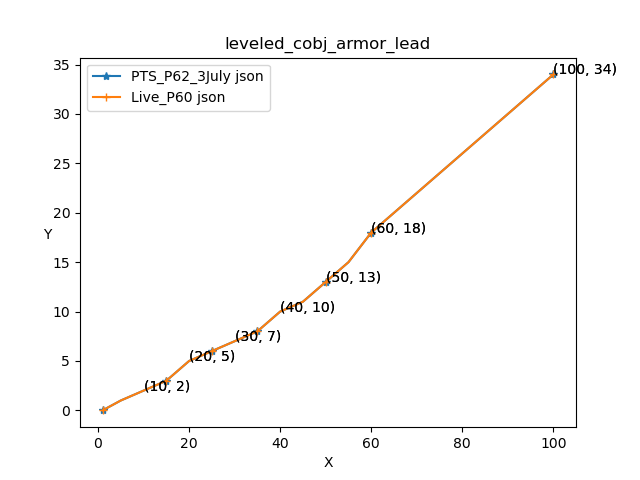 leveled_cobj_armor_lead
PTS_P62_3July json
Live_P60 json
(100, 34)
(60, 18)
(50, 13)
(40, 10)
(30, 7)
(20, 5)
(10, 2)
Y
35
30
25
20
15
10
5
0
0 20 40 60 80 100
X